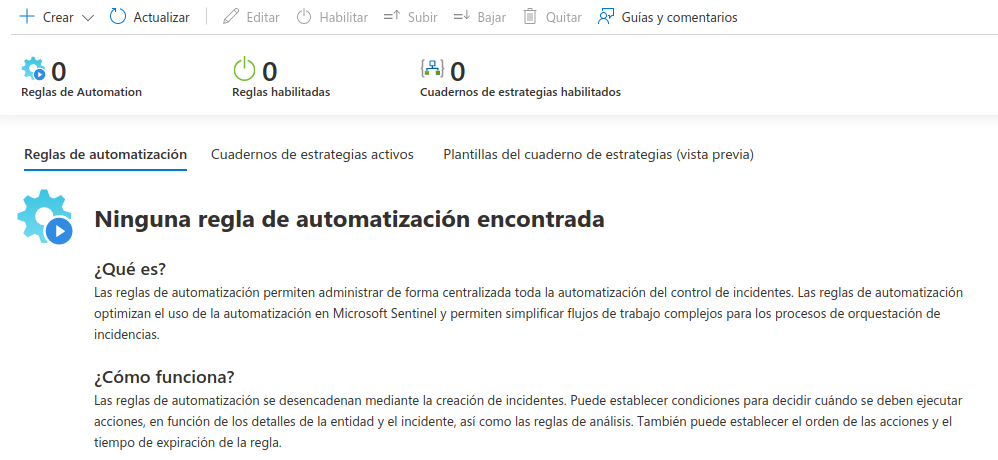 Crear Actualizar Editar Habilitar Subir Bajar Quitar Guías y comentarios
0 0 0
Reglas de Automation Reglas habilitadas Cuadernos de estrategias habilitados
Reglas de automatización Cuadernos de estrategias activos Plantillas del cuaderno de estrategias (vista previa)
Ninguna regla de automatización encontrada
¿Qué es?
Las reglas de automatización permiten administrar de forma centralizada toda la automatización del control de incidentes. Las reglas de automatización
optimizan el uso de la automatización en Microsoft Sentinel y permiten simplificar flujos de trabajo complejos para los procesos de orquestación de
incidencias.
¿Cómo funciona?
Las reglas de automatización se desencadenan mediante la creación de incidentes. Puede establecer condiciones para decidir cuándo se deben ejecutar
acciones, en función de los detalles de la entidad y el incidente, así como las reglas de análisis. También puede establecer el orden de las acciones y el
tiempo de expiración de la regla.